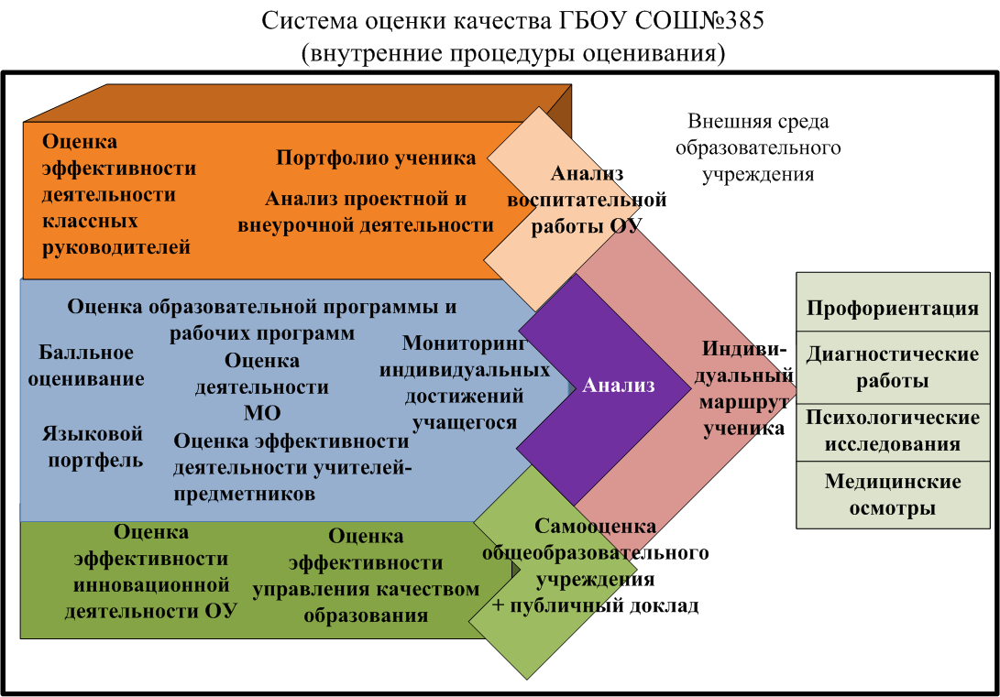 Система оценки качества ГБОУ СОШ№385
(внутренние процедуры оценивания)
Оценка
эффективности
деятельности
классных
руководителей
Портфолио ученика
Анализ проектной и
внеурочной деятельности
Анализ
воспитательной
работы ОУ
Внешняя среда
образовательного
учреждения
Оценка образовательной программы и
рабочих программ
Балльное
оценивание
Оценка
деятельности
МО
Мониторинг
индивидуальных
достижений
учащегося
Языковой
портфель
Оценка эффективности
деятельности учителей-
предметников
Анализ
Индиви-
дуальный
маршрут
ученика
Профориентация
Диагностические
работы
Психологические
исследования
Медицинские
осмотры
Оценка
эффективности
инновационной
деятельности ОУ
Оценка
эффективности
управления качеством
образования
Самооценка
общеобразовательного
учреждения
+ публичный доклад